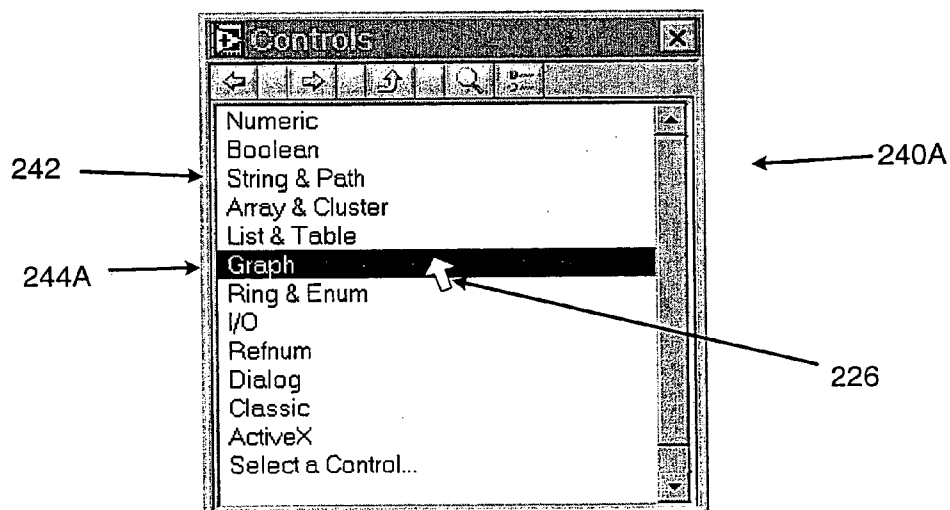 Controls
Numeric
Boolean
242
String & Path
240A
Array & Cluster
List & Table
244A
Graph
Ring & Enum
I/O
Refnum
Dialog
226
Classic
ActiveX
Select a Control...